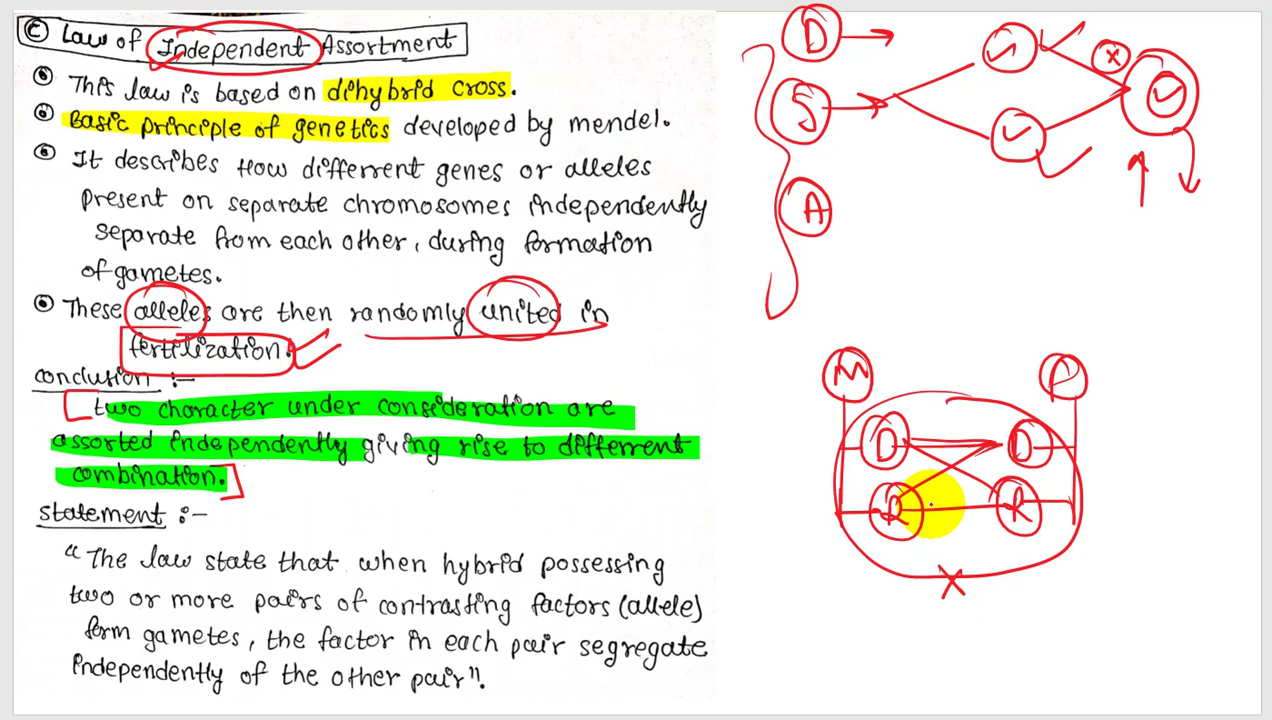 C Law of Independent Assortment
This law is based on dihybrid cross.
Basic principle of genetics developed by mendel.
It describes How different genes or alleles
present on separate chromosomes independently
separate from each other, during formation
of gametes.
These alleles are then randomly united in
fertilization.
conclusion :-
two character under consideration are
assorted independently giving rise to different
combination.
statement :-
"The law state that when hybrid possessing
two or more pairs of contrasting factors (allele)
form gametes, the factor in each pair segregate
independently of the other pair".
D
S
A
M
D D
R R